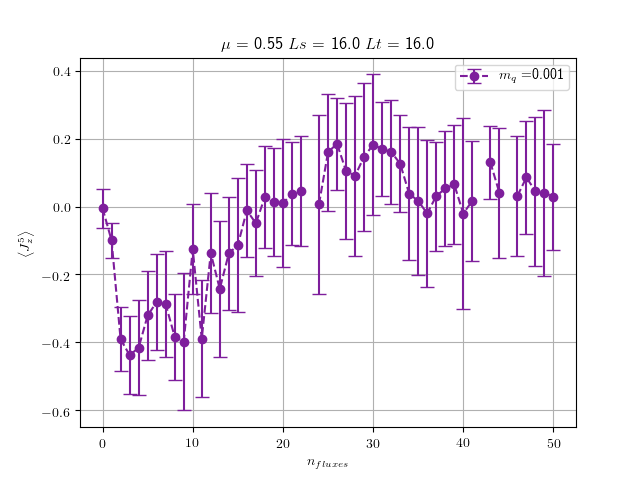 μ = 0.55 Ls = 16.0 Lt = 16.0
m_q =0.001
0.4
0.2
0.0
−0.2
−0.4
−0.6
⟨J_z^5⟩
0 10 20 30 40 50
n_fluxes